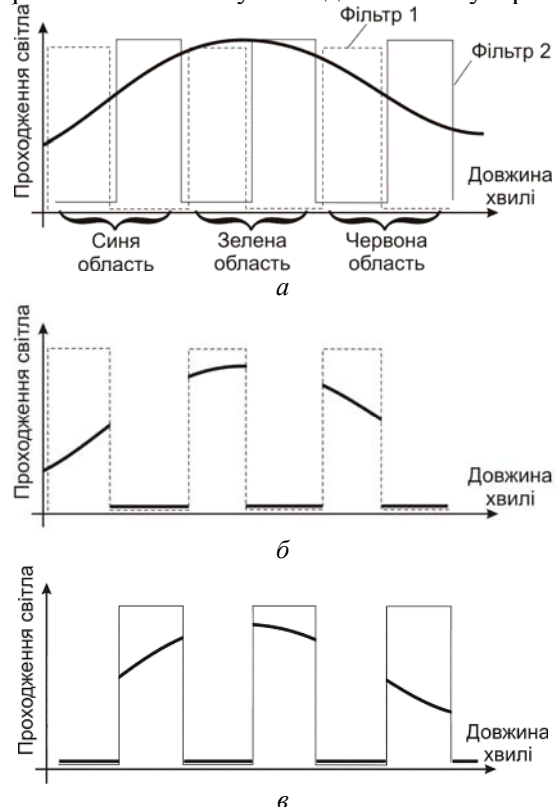 Фільтр 1
Фільтр 2
Проходження світла
Довжина
хвилі
Синя
область
Зелена
область
Червона
область
а
Проходження світла
Довжина
хвилі
б
Проходження світла
Довжина
хвилі
в